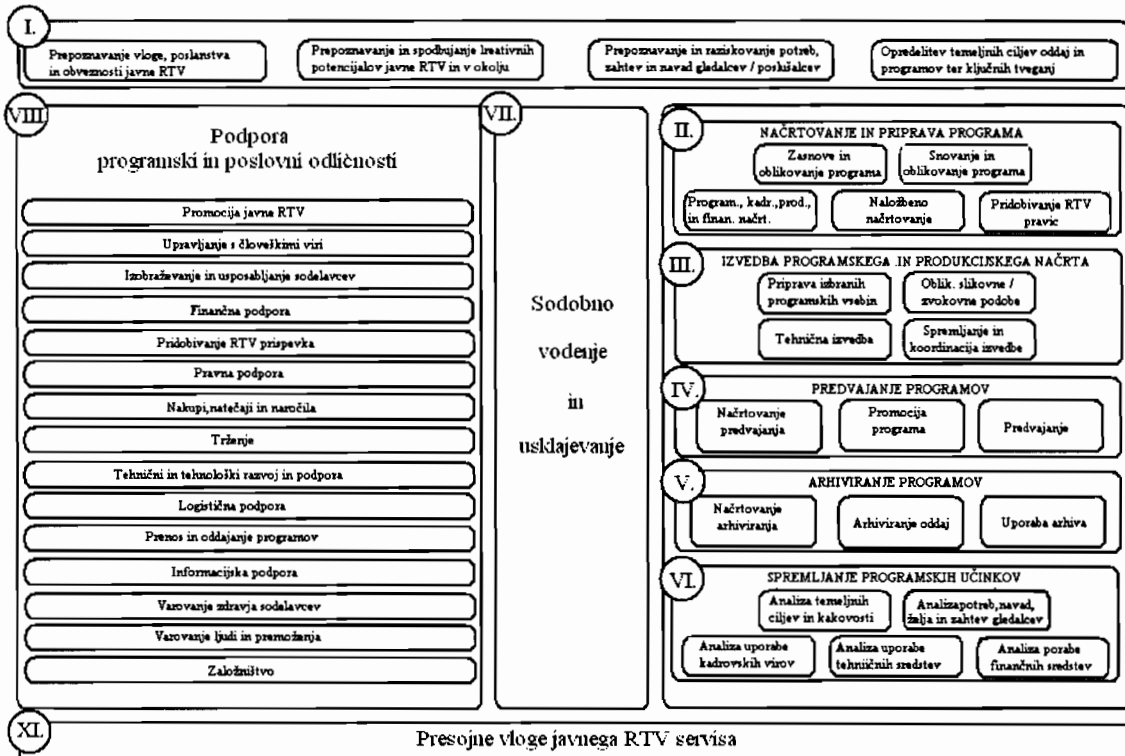 I.
Prepoznavanje vloge, poslanstva
in obveznosti javne RTV
Prepoznavanje in spodbujanje kreativnih
potencijalov javne RTV in v okolju
Prepoznavanje in raziskovanje potreb,
zahtev in navad gledalcev / poslušalcev
Opredelitev temeljnih ciljev oddaj in
programov ter ključnih tveganj
VIII.
Podpora
programski in poslovni odličnosti
Promocija javne RTV
Upravljanje s človeškimi viri
Izobraževanje in usposabljanje sodelavcev
Finančna podpora
Pridobivanje RTV prispevka
Pravna podpora
Nakupi,natečaji in naročila
Trženje
Tehnični in tehnološki razvoj in podpora
Logistična podpora
Prenos in oddajanje programov
Informacijska podpora
Varovanje zdravja sodelavcev
Varovanje ljudi in premoženja
Založništvo
VII.
Sodobno
vodenje
in
usklajevanje
II.
NAČRTOVANJE IN PRIPRAVA PROGRAMA
Zasnove in
oblikovanje programa
Snovanje in
oblikovanje programa
Program., kadr.,prod.,
in finan. načrt.
Naložbeno
načrtovanje
Pridobivanje RTV
pravic
III.
IZVEDBA PROGRAMSKEGA .IN PRODUKCIJSKEGA NAČRTA
Priprava izbranih
programskih vsebin
Oblik. slikovne /
zvokovne podobe
Tehnična izvedba
Spremljanje in
koordinacija izvedbe
IV.
PREDVAJANJE PROGRAMOV
Načrtovanje
predvajanja
Promocija
programa
Predvajanje
V.
ARHIVIRANJE PROGRAMOV
Načrtovanje
arhiviranja
Arhiviranje oddaj
Uporaba arhiva
VI.
SPREMLJANJE PROGRAMSKIH UČINKOV
Analiza temeljnih
ciljev in kakovosti
Analizapotreb,navad,
želja in zahtev gledalcev
Analiza uporabe
kadrovskih virov
Analiza uporabe
tehničnih sredstev
Analiza porabe
finančnih sredstev
XI.
Presojne vloge javnega RTV servisa